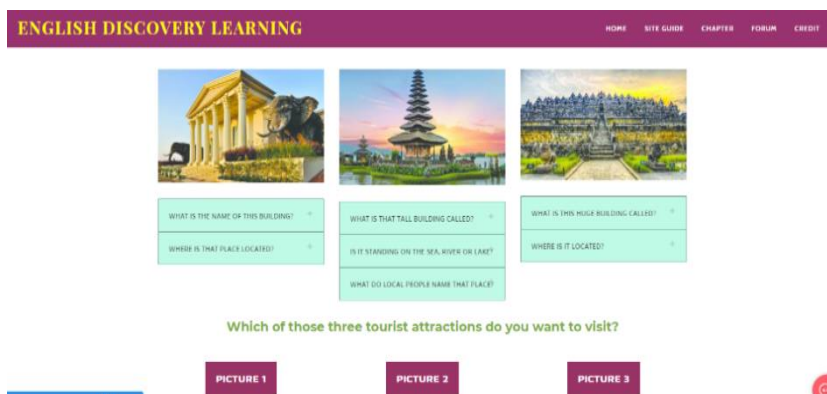 ENGLISH DISCOVERY LEARNING
HOME SITE GUIDE CHAPTER FORUM CREDIT
WHAT IS THE NAME OF THIS BUILDING? +
WHERE IS THAT PLACE LOCATED? +
WHAT IS THAT TALL BUILDING CALLED? +
IS IT STANDING ON THE SEA, RIVER OR LAKE?
WHAT DO LOCAL PEOPLE NAME THAT PLACE?
WHAT IS THIS HUGE BUILDING CALLED? +
WHERE IS IT LOCATED? +
Which of those three tourist attractions do you want to visit?
PICTURE 1
PICTURE 2
PICTURE 3